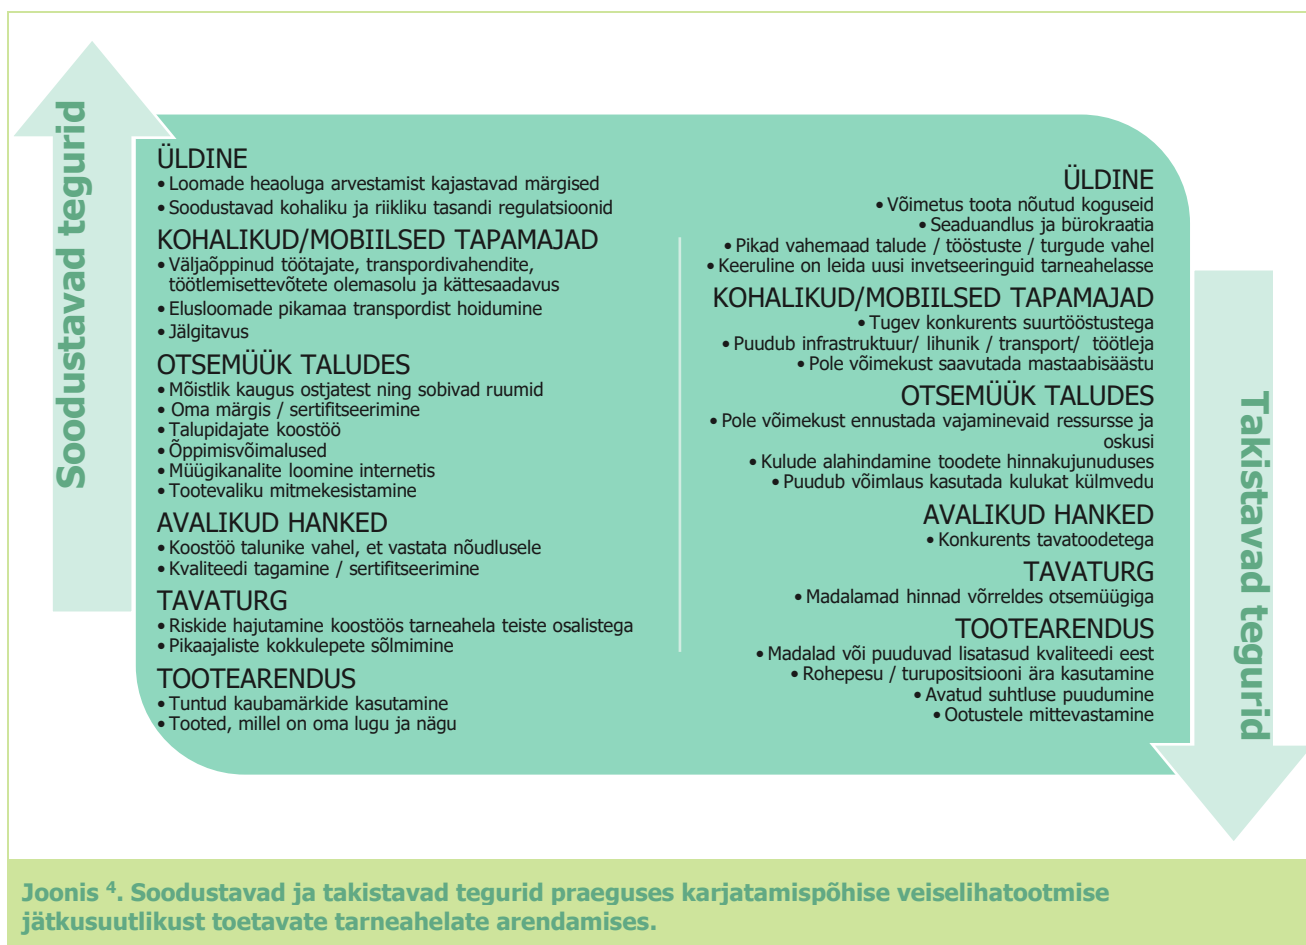 Soodustavad tegurid
ÜLDINE
• Loomade heaoluga arvestamist kajastavad märgised
• Soodustavad kohaliku ja riikliku tasandi regulatsioonid
KOHALIKUD/MOBIILSED TAPAMAJAD
• Väljaõppinud töötajate, transpordivahendite,
töötlemisettevõtete olemasolu ja kättesaadavus
• Elusloomade pikamaa transpordist hoidumine
• Jälgitavus
OTSEMÜÜK TALUDES
• Mõistlik kaugus ostjatest ning sobivad ruumid
• Oma märgis / sertifitseerimine
• Talupidajate koostöö
• Õppimisvõimalused
• Müügikanalite loomine internetis
• Tootevaliku mitmekesistamine
AVALIKUD HANKED
• Koostöö talunike vahel, et vastata nõudlusele
• Kvaliteedi tagamine / sertifitseerimine
TAVATURG
• Riskide hajutamine koostöös tarneahela teiste osalistega
• Pikaajaliste kokkulepete sõlmimine
TOOTEARENDUS
• Tuntud kaubamärkide kasutamine
• Tooted, millel on oma lugu ja nägu
ÜLDINE
• Võimetus toota nõutud koguseid
• Seaduandlus ja bürokraatia
• Pikad vahemaad talude / tööstuste / turgude vahel
• Keeruline on leida uusi invetseeringuid tarneahelasse
KOHALIKUD/MOBIILSED TAPAMAJAD
• Tugev konkurents suurtööstustega
• Puudub infrastruktuur/ lihunik / transport/ töötleja
• Pole võimekust saavutada mastaabisäästu
OTSEMÜÜK TALUDES
• Pole võimekust ennustada vajaminevaid ressursse ja
oskusi
• Kulude alahindamine toodete hinnakujunuduses
• Puudub võimlaus kasutada kulukat külmvedu
AVALIKUD HANKED
• Konkurents tavatoodetega
TAVATURG
• Madalamad hinnad võrreldes otsemüügiga
TOOTEARENDUS
• Madalad või puuduvad lisatasud kvaliteedi eest
• Rohepesu / turupositsiooni ära kasutamine
• Avatud suhtluse puudumine
• Ootustele mittevastamine
Takistavad tegurid
Joonis ⁴. Soodustavad ja takistavad tegurid praeguses karjatamispõhise veiselihatootmise
jätkusuutlikust toetavate tarneahelate arendamises.